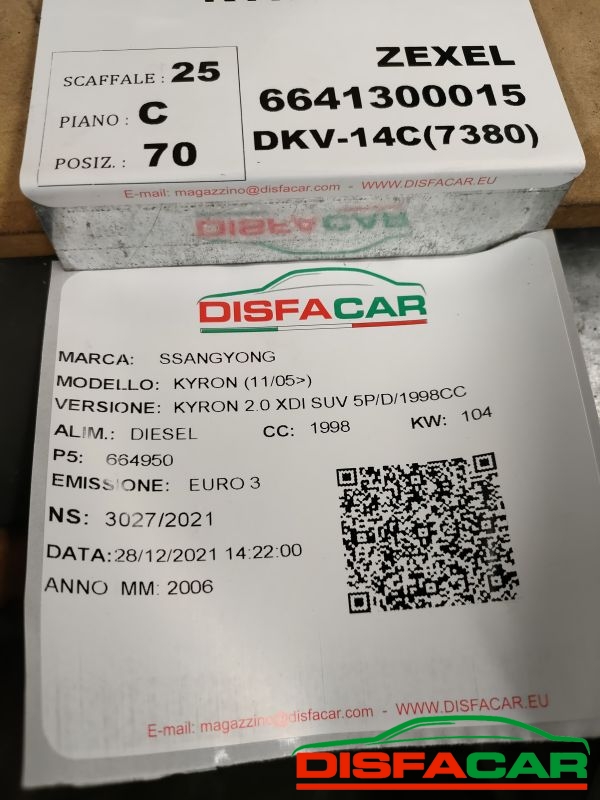 ZEXEL
SCAFFALE : 25
6641300015
PIANO : C
DKV-14C(7380)
POSIZ. : 70
E-mail: magazzino@disfacar.com - WWW.DISFACAR.EU
DISFACAR
DISFACAR
MARCA: SSANGYONG
MODELLO: KYRON (11/05>)
VERSIONE: KYRON 2.0 XDI SUV 5P/D/1998CC
ALIM.: DIESEL CC: 1998 KW: 104
P5: 664950
EMISSIONE: EURO 3
NS: 3027/2021
DATA:28/12/2021 14:22:00
ANNO MM: 2006
E-mail: magazzino@disfacar.com - WWW.DISFACAR.EU
DISFACAR